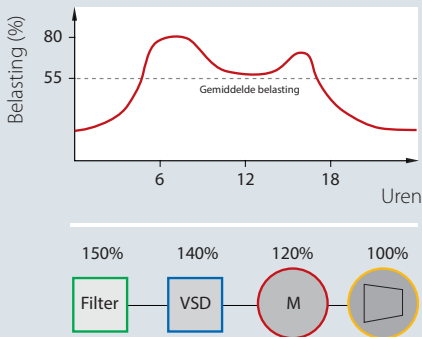 Belasting (%)
80
55
Gemiddelde belasting
6 12 18
Uren
150% 140% 120% 100%
Filter VSD M